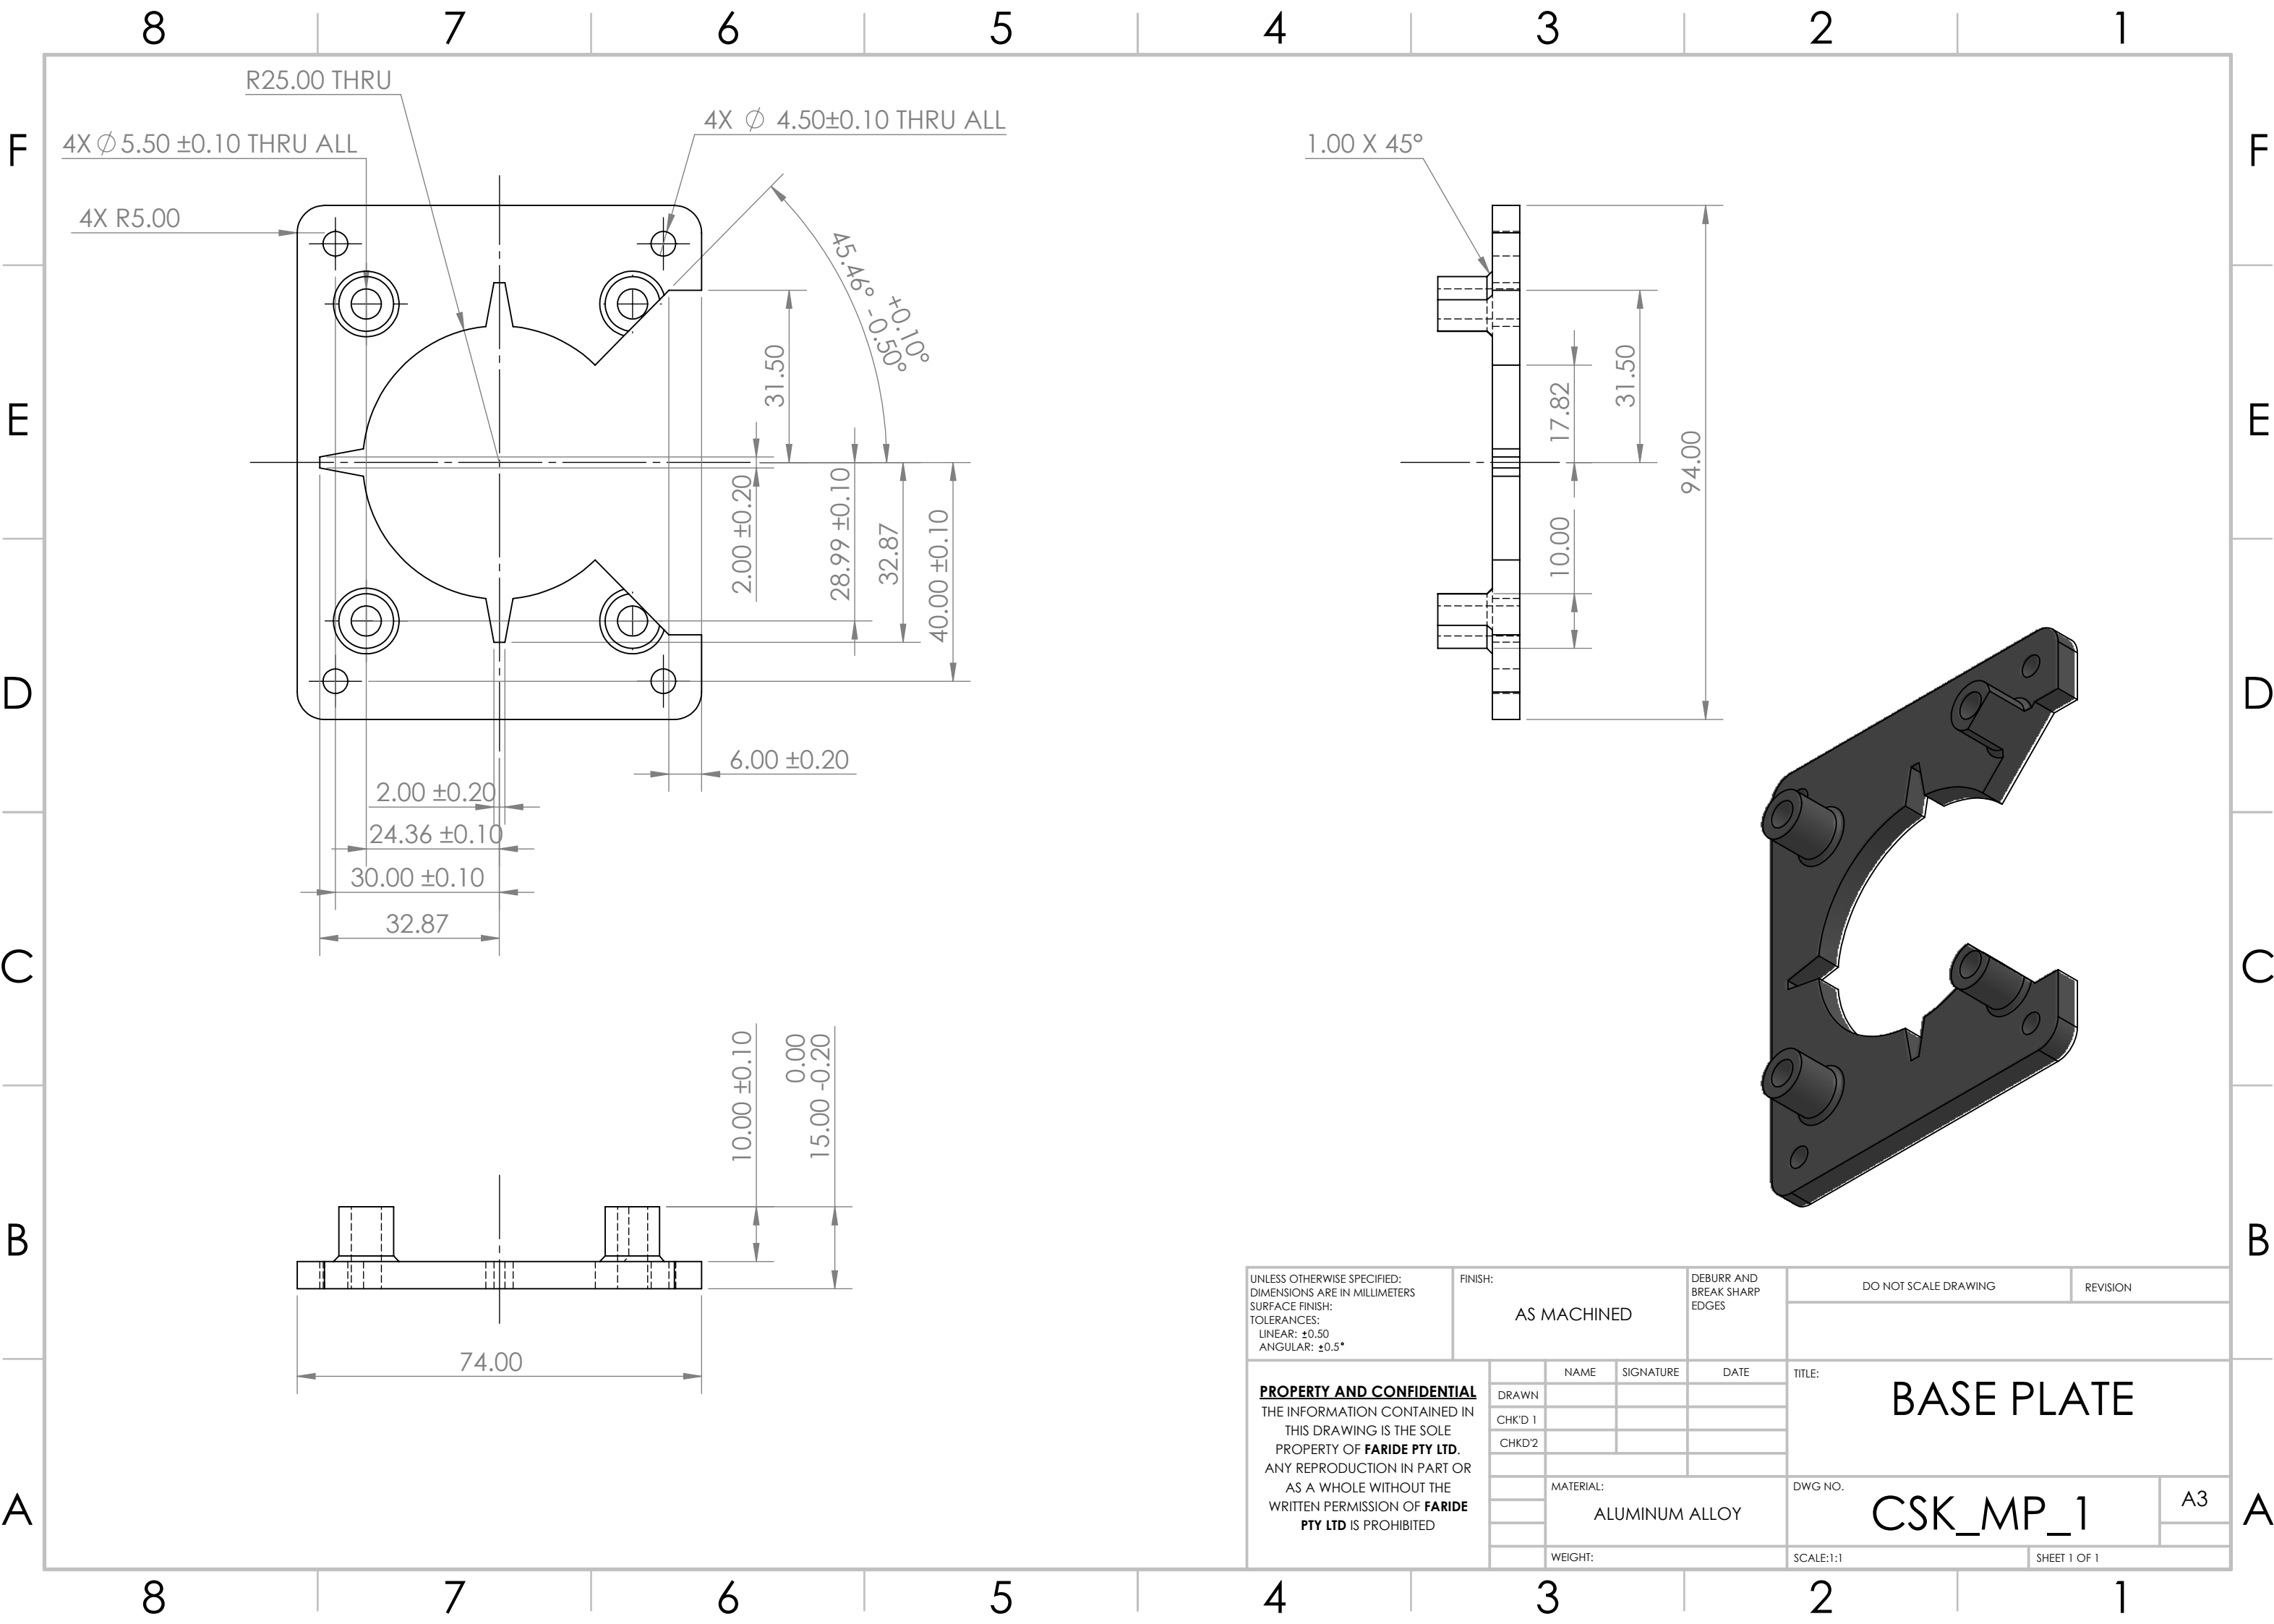 8 7 6 5 4 3 2 1
R25.00 THRU
4X ⌀ 4.50±0.10 THRU ALL
4X ⌀ 5.50 ±0.10 THRU ALL
1.00 X 45°
F F
4X R5.00
45.46° +0.10° -0.50°
31.50
2.00 ±0.20
28.99 ±0.10
32.87
40.00 ±0.10
17.82
31.50
10.00
94.00
E E
D D
6.00 ±0.20
2.00 ±0.20
24.36 ±0.10
30.00 ±0.10
32.87
C C
10.00 ±0.10
0.00
15.00 -0.20
B B
74.00
UNLESS OTHERWISE SPECIFIED:
DIMENSIONS ARE IN MILLIMETERS
SURFACE FINISH:
TOLERANCES:
LINEAR: ±0.50
ANGULAR: ±0.5°
FINISH:
AS MACHINED
DEBURR AND
BREAK SHARP
EDGES
DO NOT SCALE DRAWING
REVISION
PROPERTY AND CONFIDENTIAL
THE INFORMATION CONTAINED IN
THIS DRAWING IS THE SOLE
PROPERTY OF FARIDE PTY LTD.
ANY REPRODUCTION IN PART OR
AS A WHOLE WITHOUT THE
WRITTEN PERMISSION OF FARIDE
PTY LTD IS PROHIBITED
NAME SIGNATURE DATE
DRAWN
CHK'D 1
CHKD'2
TITLE:
BASE PLATE
MATERIAL:
ALUMINUM ALLOY
DWG NO.
CSK_MP_1
A3
WEIGHT:
SCALE:1:1
SHEET 1 OF 1
A A
8 7 6 5 4 3 2 1